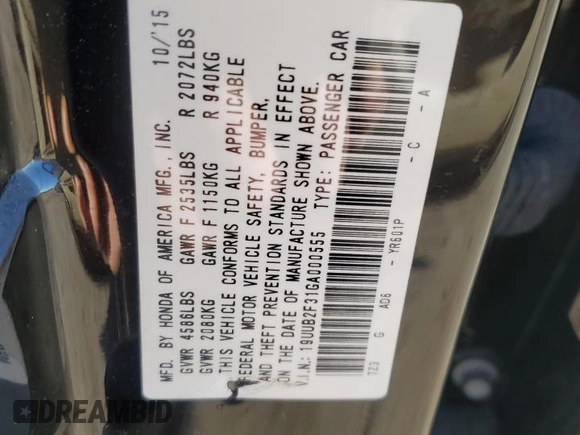 MFD. BY HONDA OF AMERICA MFG., INC. 10/'15
GVWR 4586LBS GAWR F 2535LBS R 2072LBS
GVWR 2080KG GAWR F 1150KG R 940KG
THIS VEHICLE CONFORMS TO ALL APPLICABLE
FEDERAL MOTOR VEHICLE SAFETY, BUMPER,
AND THEFT PREVENTION STANDARDS IN EFFECT
ON THE DATE OF MANUFACTURE SHOWN ABOVE.
V.I.N.: 19UUB2F31GA000555 TYPE: PASSENGER CAR
TZ3 G AD6 - YR601P - C - A
DREAMBID